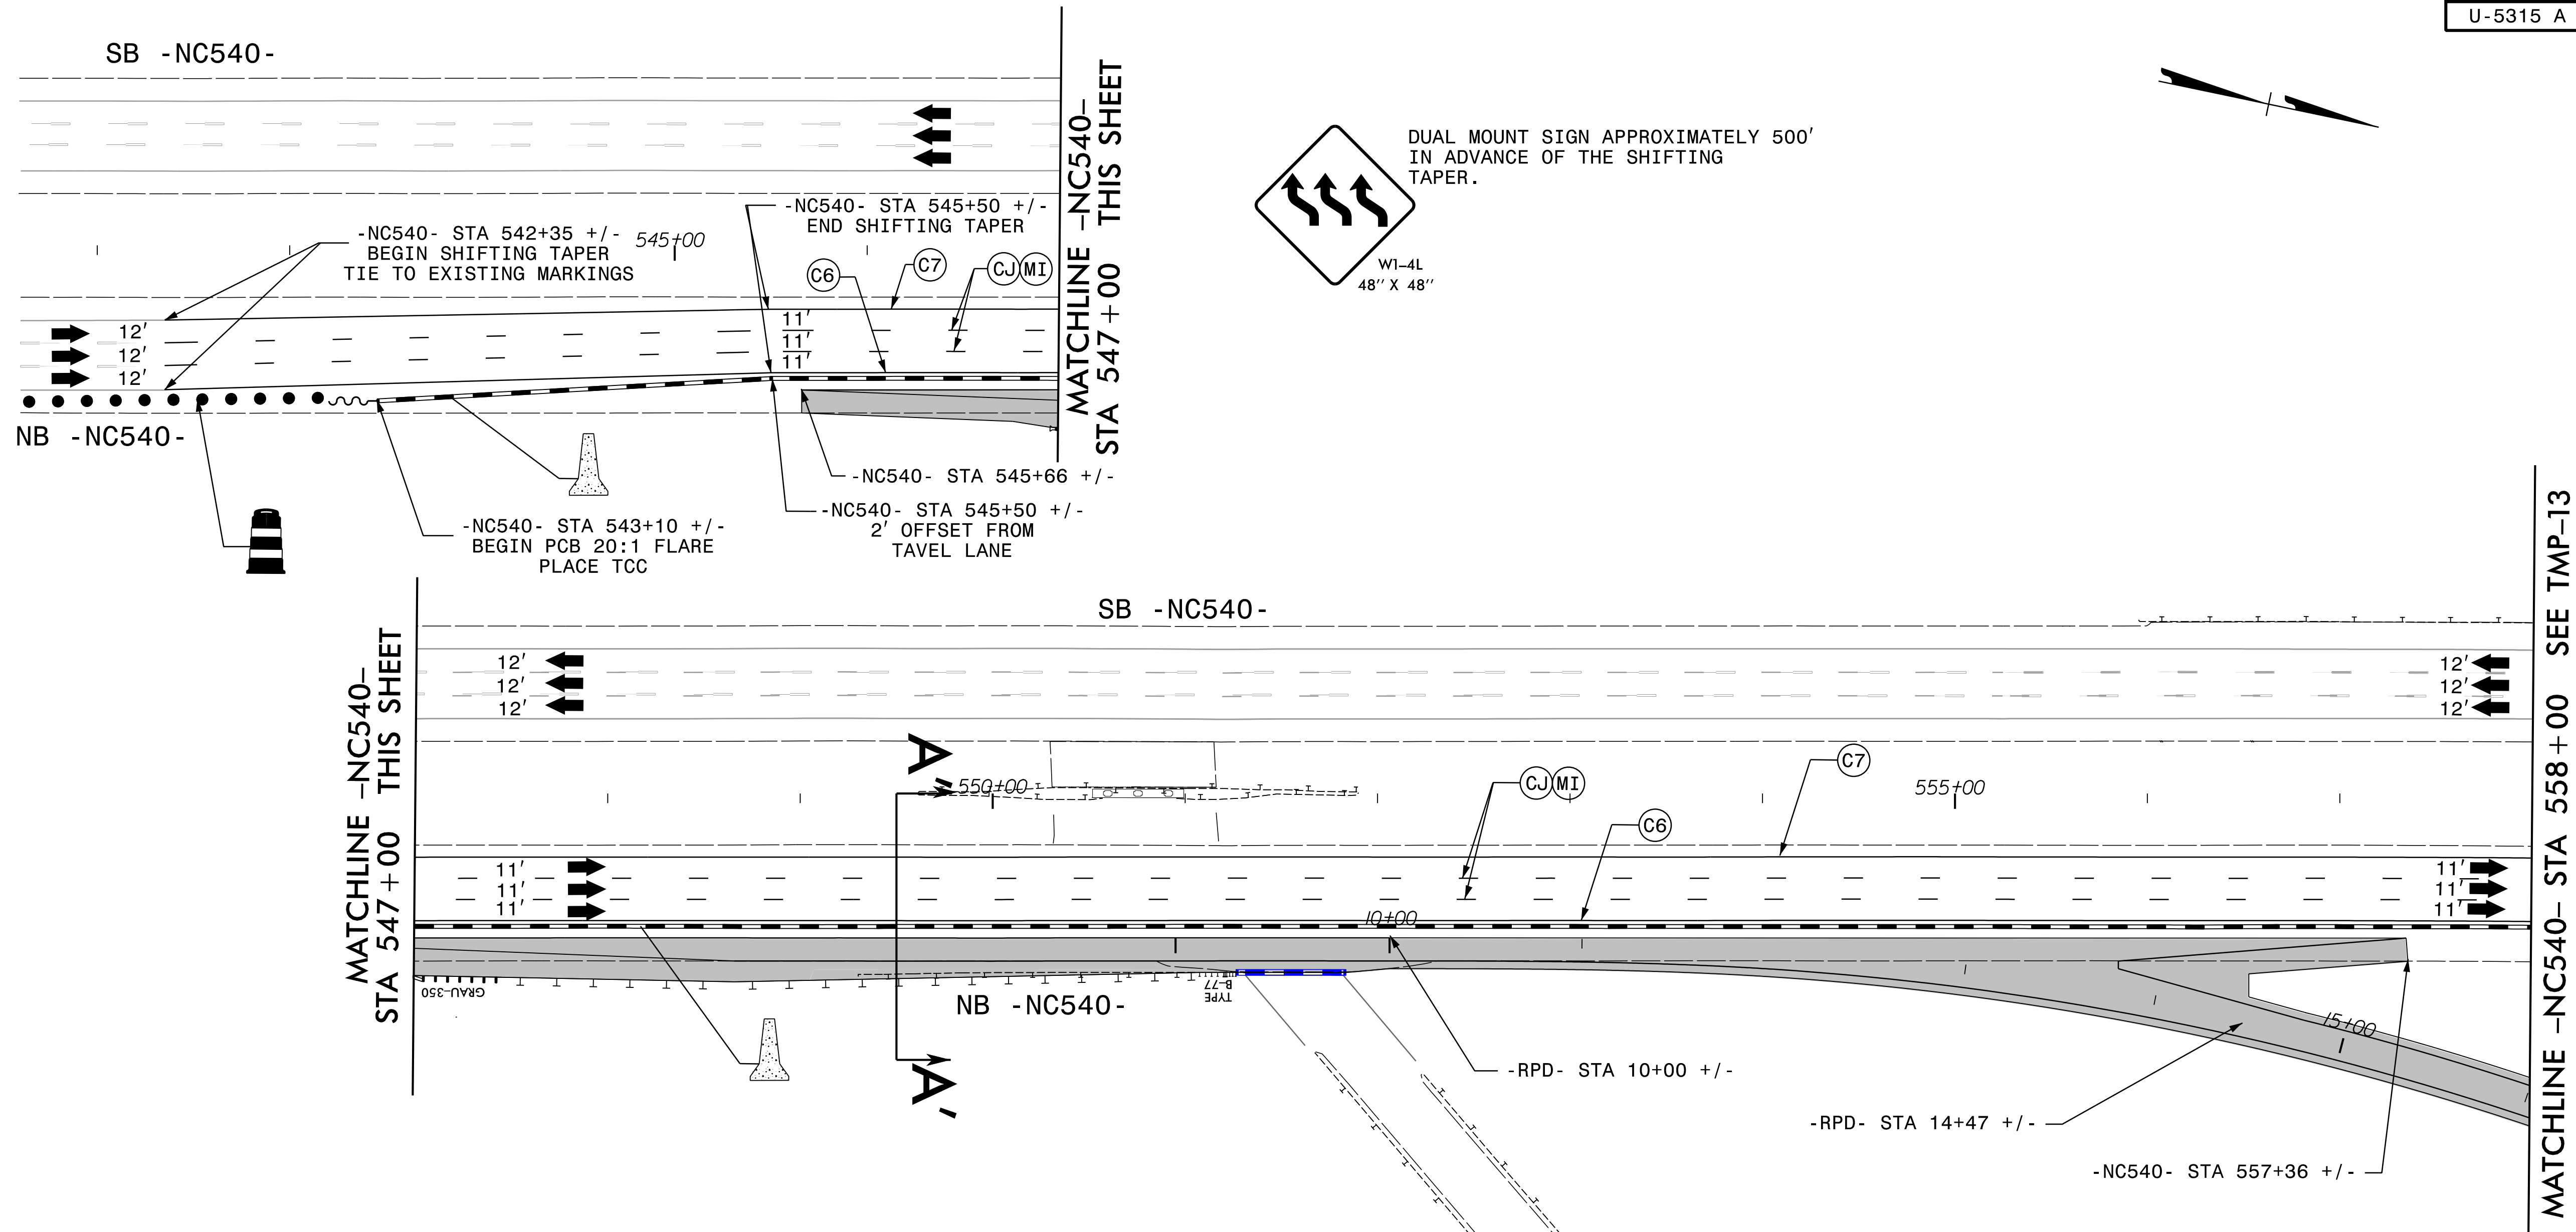 U-5315 A
SB -NC540-
MATCHLINE -NC540-
STA 547+00 THIS SHEET
DUAL MOUNT SIGN APPROXIMATELY 500'
IN ADVANCE OF THE SHIFTING
TAPER.
W1-4L
48" X 48"
-NC540- STA 542+35 +/-
BEGIN SHIFTING TAPER
TIE TO EXISTING MARKINGS
545+00
-NC540- STA 545+50 +/-
END SHIFTING TAPER
C6
C7
CJ MI
12'
12'
12'
11'
11'
11'
NB -NC540-
-NC540- STA 545+66 +/-
-NC540- STA 545+50 +/-
2' OFFSET FROM
TAVEL LANE
-NC540- STA 543+10 +/-
BEGIN PCB 20:1 FLARE
PLACE TCC
SB -NC540-
MATCHLINE -NC540-
STA 547+00 THIS SHEET
12'
12'
12'
12'
12'
12'
A'
550+00
CJ MI
C7
C6
555+00
11'
11'
11'
11'
11'
11'
10+00
GRAU-350
TYPE
B-77
NB -NC540-
A'
15+00
-RPD- STA 10+00 +/-
-RPD- STA 14+47 +/-
-NC540- STA 557+36 +/-
MATCHLINE -NC540- STA 558+00 SEE TMP-13